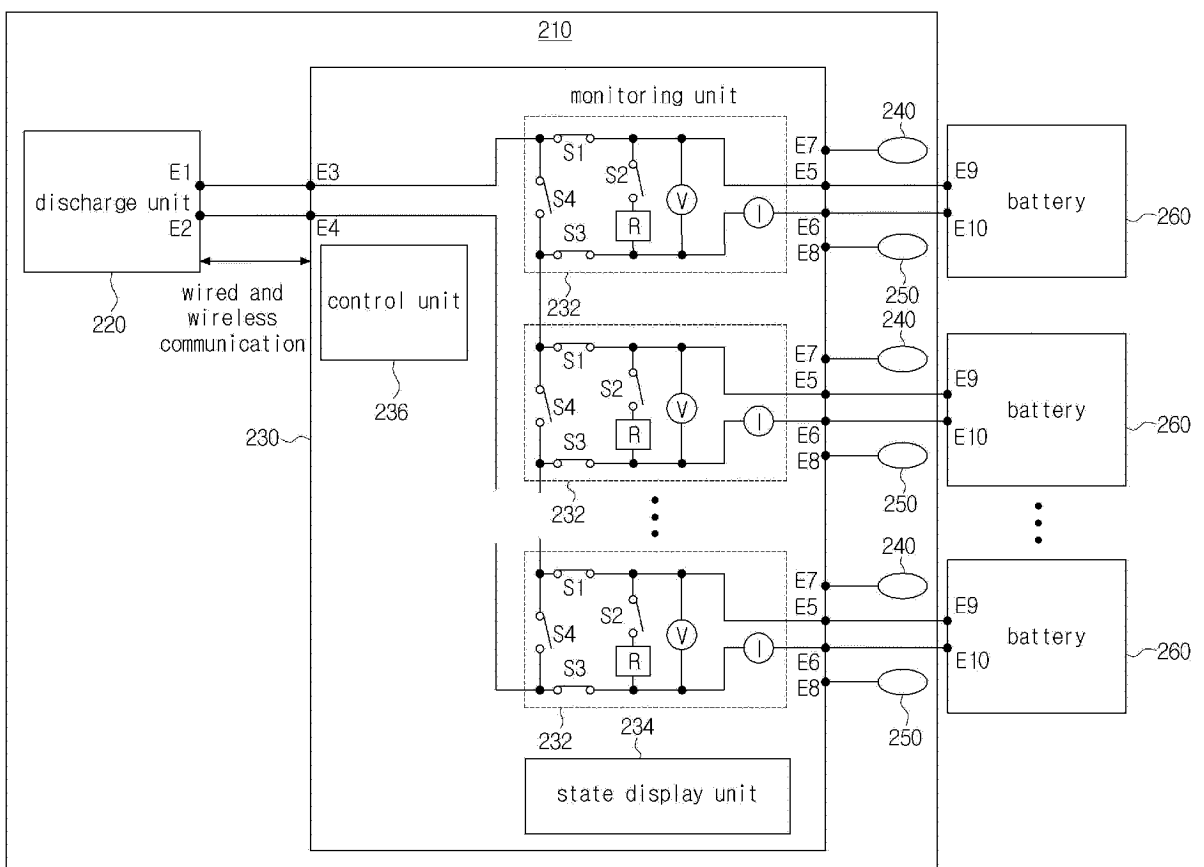 210
monitoring unit
240
E7
E1
E3
S1
E5
E9
S2
discharge unit
S4
V
battery
R
I
260
E2
E4
E6
E10
S3
E8
250
220
wired and
wireless
communication
control unit
232
236
240
E7
S1
E5
E9
S2
S4
V
battery
R
I
260
230
E6
E10
S3
E8
232
250
240
E7
S1
E5
E9
S2
S4
V
battery
R
I
260
E6
E10
S3
E8
232
234
250
state display unit